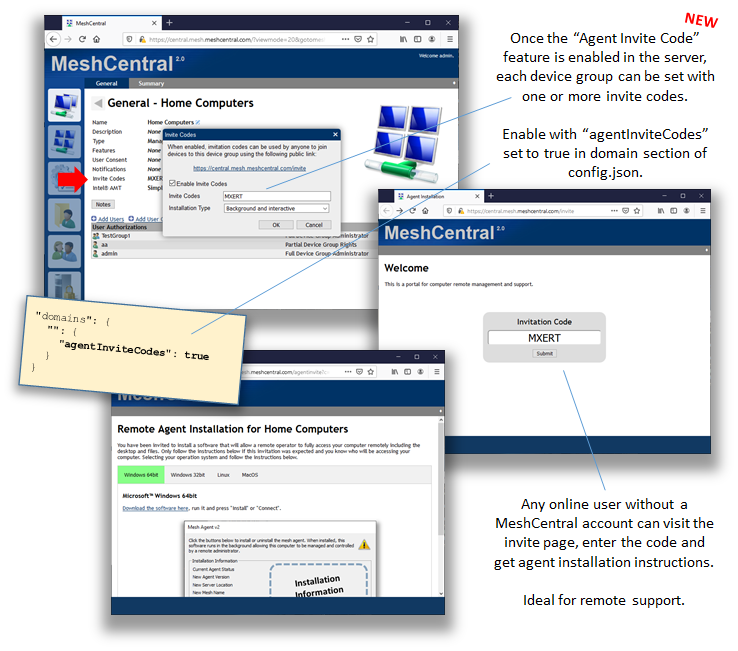 NEW
Once the “Agent Invite Code”
feature is enabled in the server,
each device group can be set with
one or more invite codes.
Enable with “agentInviteCodes”
set to true in domain section of
config.json.
MeshCentral
https://central.mesh.meshcentral.com/?viewmode=20&gotome
MeshCentral 2.0
Welcome admin.
General Summary
General - Home Computers
Name Home Computers
Description None
Type Mana
Features None
User Consent None
Notifications None
Invite Codes MXER
Intel® AMT Simpl
Notes
Add Users Add User G
User Authorizations
TestGroup1 Full Device Group Administrator
aa Partial Device Group Rights
admin Full Device Group Administrator
Invite Codes
When enabled, invitation codes can be used by anyone to join
devices to this device group using the following public link:
https://central.mesh.meshcentral.com/invite
Enable Invite Codes
Invite Codes MXERT
Installation Type Background and interactive
OK Cancel
Agent Installation
https://central.mesh.meshcentral.com/invite
MeshCentral 2.0
Welcome
This is a portal for computer remote management and support.
Invitation Code
MXERT
Submit
"domains": {
"": {
"agentInviteCodes": true
}
}
mesh.meshcentral.com/agentinvite?
Remote Agent Installation for Home Computers
You have been invited to install a software that will allow a remote operator to fully access your computer remotely including the
desktop and files. Only follow the instructions below if this invitation was expected and you know who will be accessing your
computer. Selecting your operation system and follow the instructions below.
Windows 64bit Windows 32bit Linux MacOS
Microsoft™ Windows 64bit
Download the software here, run it and press "Install" or "Connect".
Mesh Agent v2
Click the buttons below to install or uninstall the mesh agent. When installed, this
software runs in the background allowing this computer to be managed and controlled
by a remote administrator.
Installation Information
Current Agent Status
New Agent Version
New Server Location
New Mesh Name
Installation
Information
Any online user without a
MeshCentral account can visit the
invite page, enter the code and
get agent installation instructions.
Ideal for remote support.